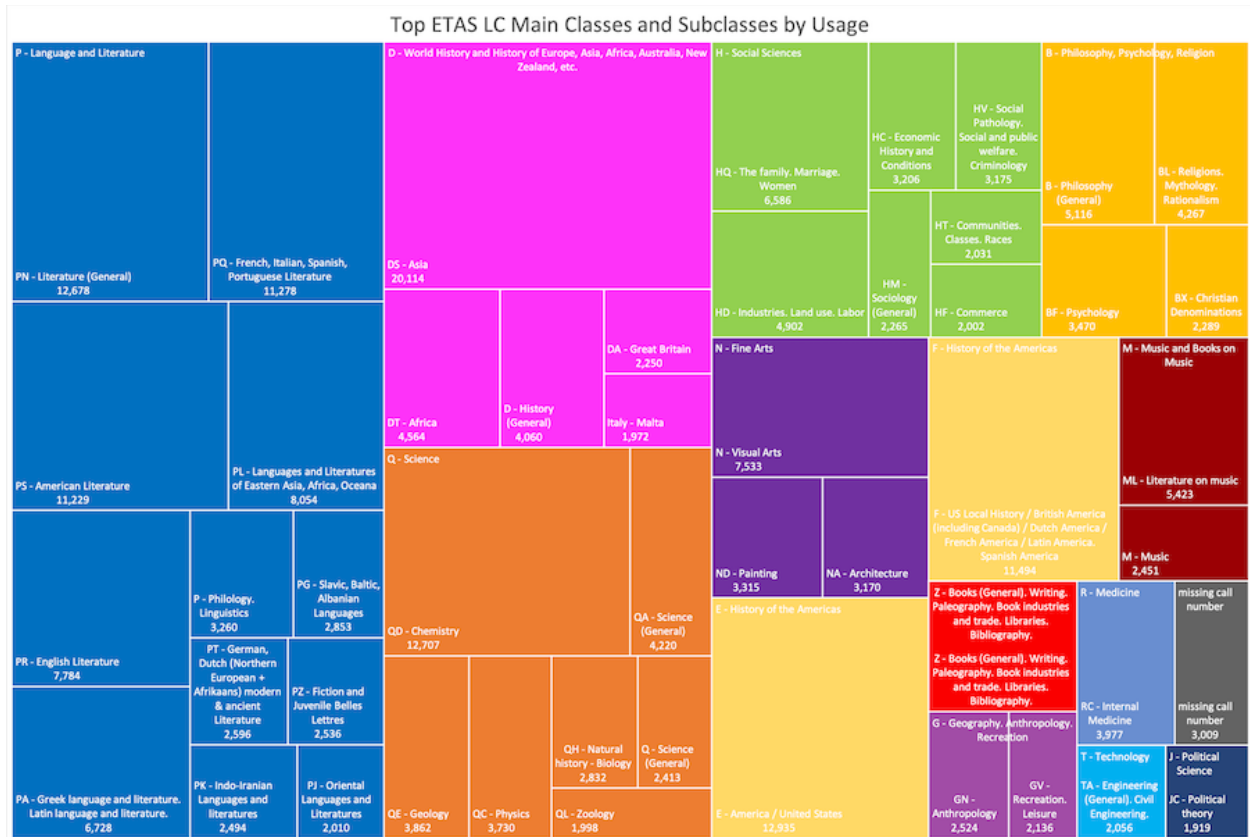 Top ETAS LC Main Classes and Subclasses by Usage
P - Language and Literature
PN - Literature (General)
12,678
PQ - French, Italian, Spanish,
Portuguese Literature
11,278
PS - American Literature
11,229
PL - Languages and Literatures
of Eastern Asia, Africa, Oceana
8,054
PR - English Literature
7,784
P - Philology.
Linguistics
3,260
PG - Slavic, Baltic,
Albanian
Languages
2,853
PT - German,
Dutch (Northern
European +
Afrikaans) modern
& ancient
Literature
2,596
PZ - Fiction and
Juvenile Belles
Lettres
2,536
PA - Greek language and literature.
Latin language and literature.
6,728
PK - Indo-Iranian
Languages and
literatures
2,494
PJ - Oriental
Languages and
Literatures
2,010
D - World History and History of Europe, Asia, Africa, Australia, New
Zealand, etc.
DS - Asia
20,114
DT - Africa
4,564
D - History
(General)
4,060
DA - Great Britain
2,250
Italy - Malta
1,972
Q - Science
QD - Chemistry
12,707
QA - Science
(General)
4,220
QE - Geology
3,862
QC - Physics
3,730
QH - Natural
history - Biology
2,832
Q - Science
(General)
2,413
QL - Zoology
1,998
H - Social Sciences
HQ - The family. Marriage.
Women
6,586
HC - Economic
History and
Conditions
3,206
HV - Social
Pathology.
Social and public
welfare.
Criminology
3,175
HD - Industries. Land use. Labor
4,902
HM -
Sociology
(General)
2,265
HT - Communities.
Classes. Races
2,031
HF - Commerce
2,002
B - Philosophy, Psychology, Religion
B - Philosophy
(General)
5,116
BL - Religions.
Mythology.
Rationalism
4,267
BF - Psychology
3,470
BX - Christian
Denominations
2,289
N - Fine Arts
N - Visual Arts
7,533
ND - Painting
3,315
NA - Architecture
3,170
F - History of the Americas
F - US Local History / British America
(including Canada) / Dutch America /
French America / Latin America.
Spanish America
11,494
M - Music and Books on
Music
ML - Literature on music
5,423
M - Music
2,451
E - History of the Americas
E - America / United States
12,935
Z - Books (General). Writing.
Paleography. Book industries
and trade. Libraries.
Bibliography.
Z - Books (General). Writing.
Paleography. Book industries
and trade. Libraries.
Bibliography.
R - Medicine
RC - Internal
Medicine
3,977
missing call
number
missing call
number
3,009
G - Geography. Anthropology.
Recreation
GN -
Anthropology
2,524
GV -
Recreation.
Leisure
2,136
T - Technology
TA - Engineering
(General). Civil
Engineering.
2,056
J - Political
Science
JC - Political
theory
1,919